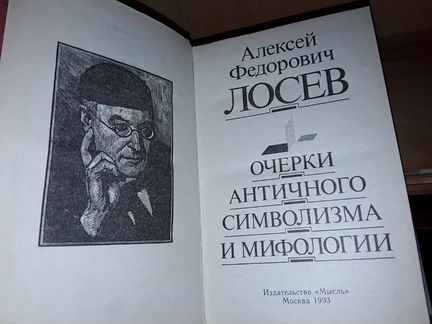 Алексей
Федорович
ЛОСЕВ
ОЧЕРКИ
АНТИЧНОГО
СИМВОЛИЗМА
И МИФОЛОГИИ
Издательство «Мысль»
Москва 1993